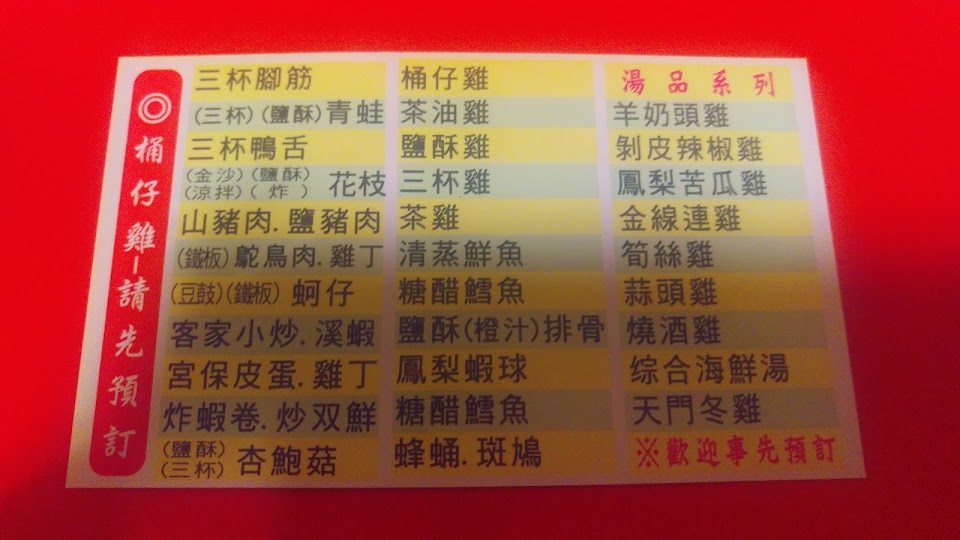 ◎桶仔雞-請先預訂
三杯腳筋
(三杯)(鹽酥)青蛙
三杯鴨舌
(金沙)(鹽酥)
(涼拌)(炸)花枝
山豬肉.鹽豬肉
(鐵板)鴕鳥肉.雞丁
(豆鼓)(鐵板)蚵仔
客家小炒.溪蝦
宮保皮蛋.雞丁
炸蝦卷.炒双鮮
(鹽酥)
(三杯)杏鮑菇
桶仔雞
茶油雞
鹽酥雞
三杯雞
茶雞
清蒸鮮魚
糖醋鱈魚
鹽酥(橙汁)排骨
鳳梨蝦球
糖醋鱈魚
蜂蛹.斑鳩
湯品系列
羊奶頭雞
剝皮辣椒雞
鳳梨苦瓜雞
金線連雞
筍絲雞
蒜頭雞
燒酒雞
综合海鮮湯
天門冬雞
※歡迎事先預訂